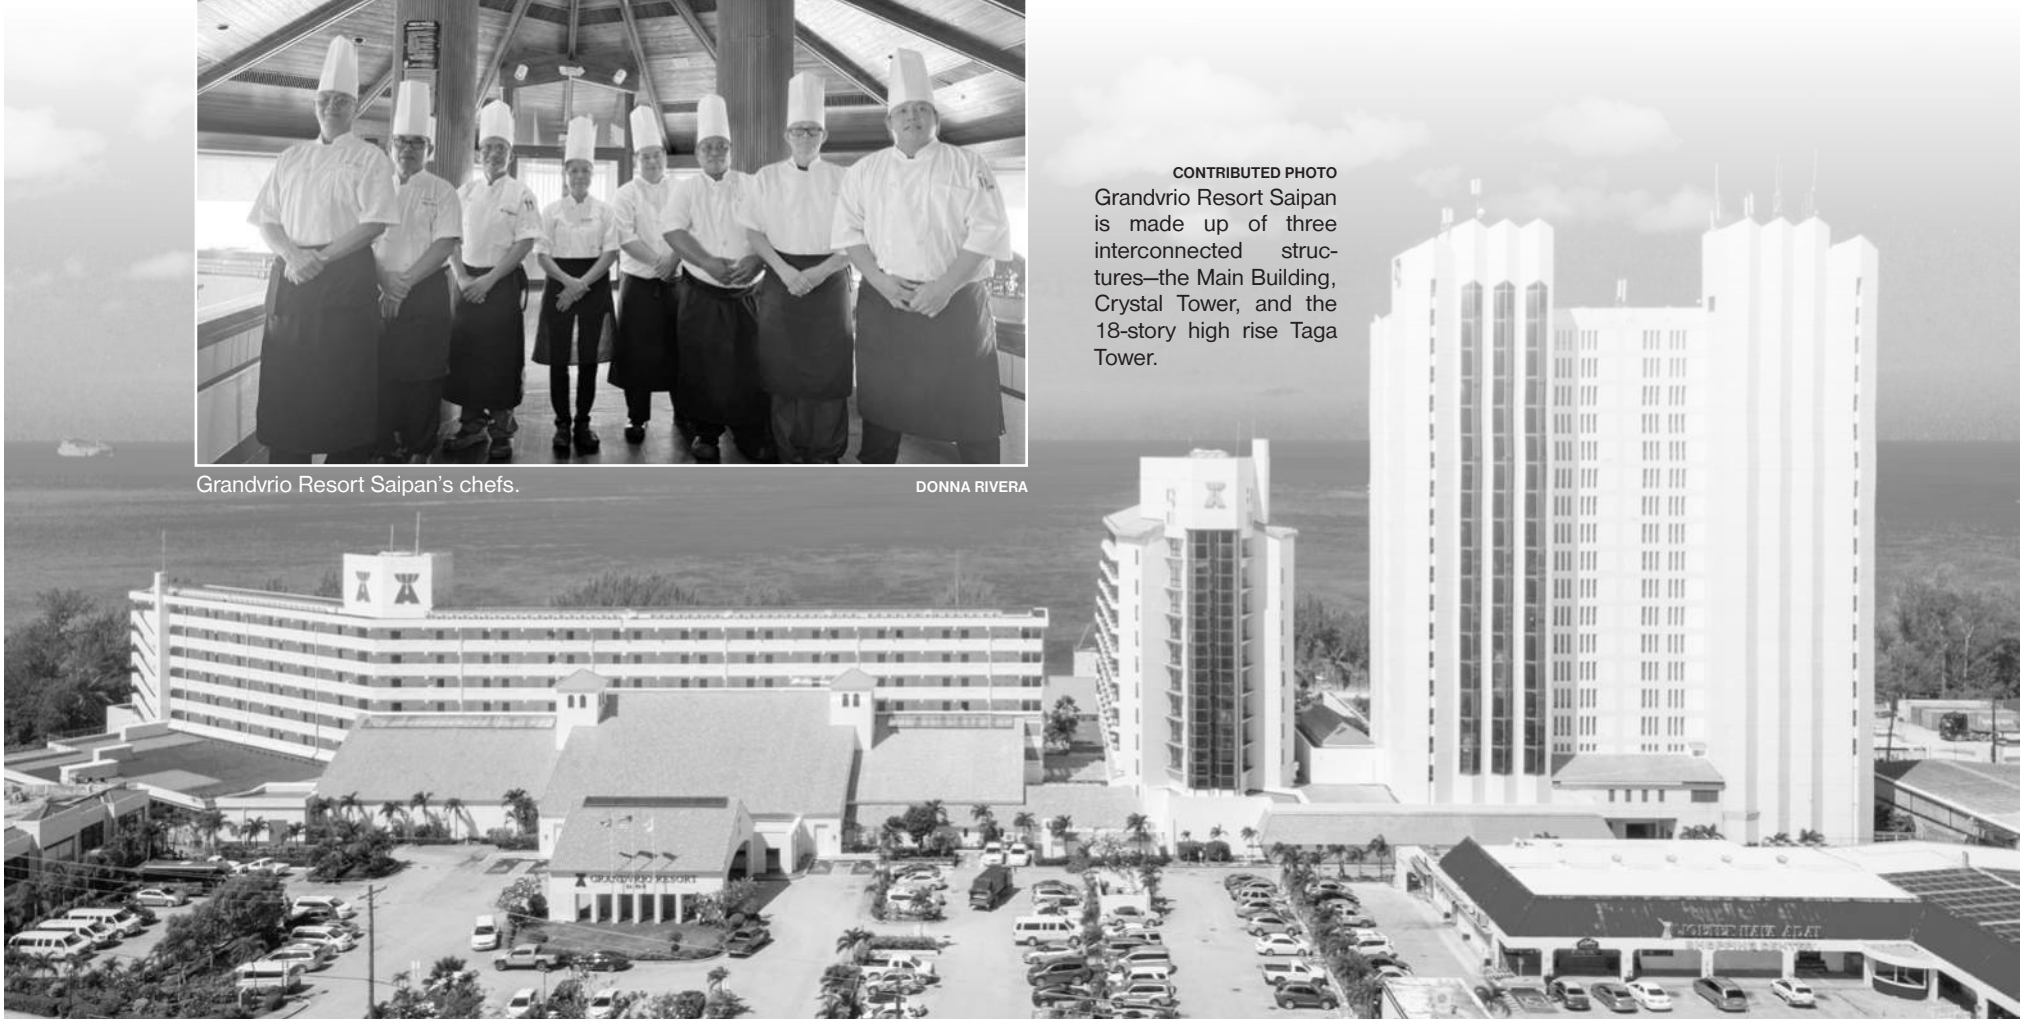 CONTRIBUTED PHOTO
Grandvrio Resort Saipan
is made up of three
interconnected struc-
tures—the Main Building,
Crystal Tower, and the
18-story high rise Taga
Tower.
Grandvrio Resort Saipan's chefs.
DONNA RIVERA
GRANDVRIO RESORT